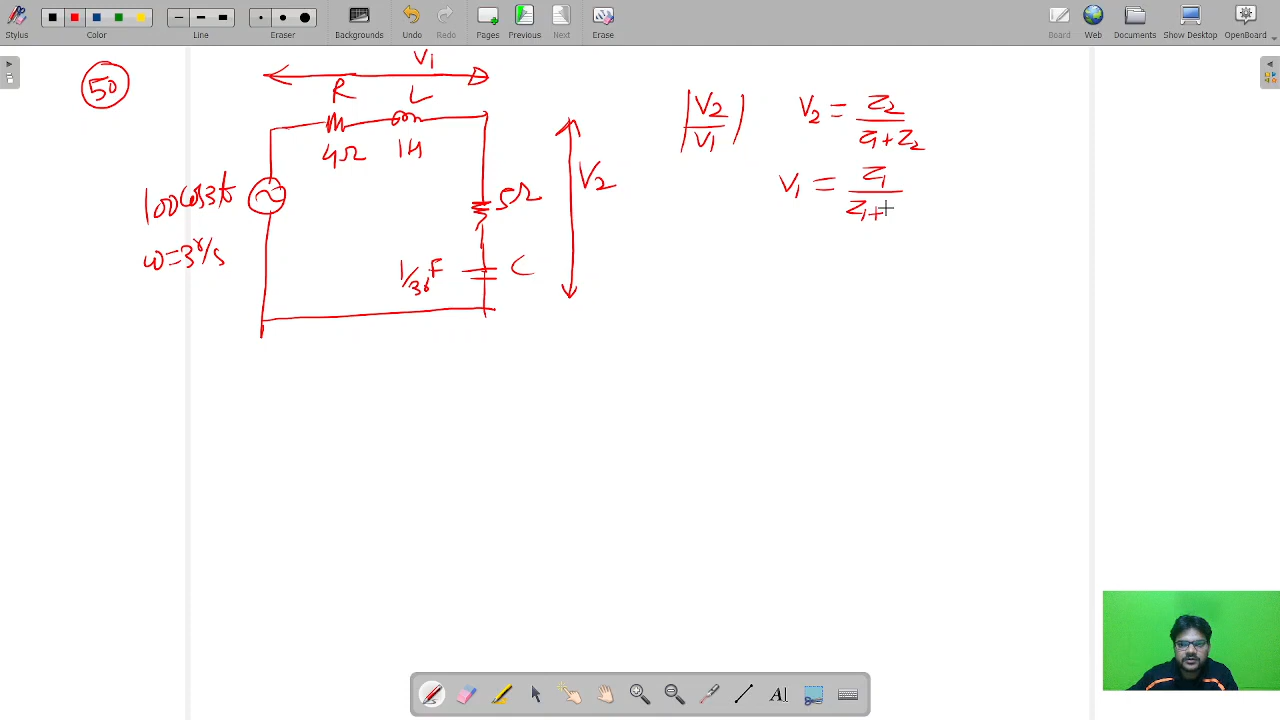 Stylus
Color
Line
Eraser
Backgrounds
Undo
Redo
Pages
Previous
Next
Erase
Board
Web
Documents
Show Desktop
OpenBoard
50
V1
R L
4Ω 1H
100cos3t
ω=3r/s
5Ω
1/36F C
V2
|V2/V1|
V2 = Z2/Z1+Z2
V1 = Z1/Z1+